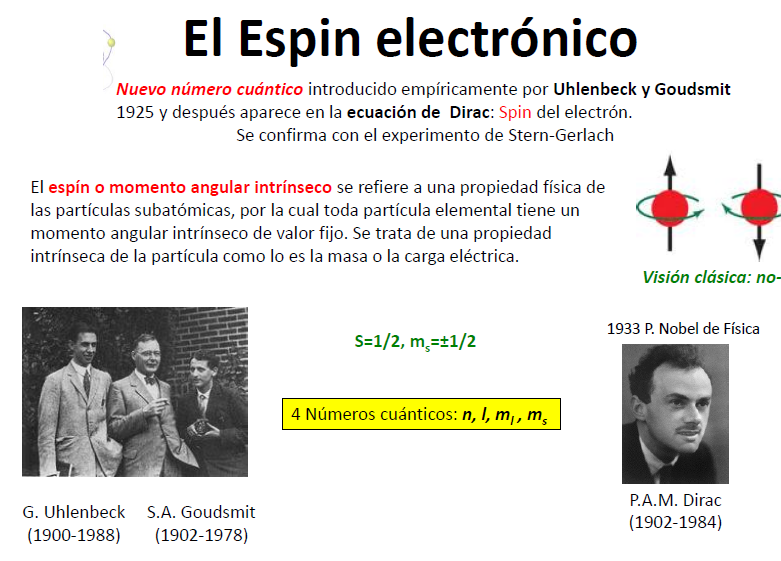 El Espin electrónico
Nuevo número cuántico introducido empíricamente por Uhlenbeck y Goudsmit
1925 y después aparece en la ecuación de Dirac: Spin del electrón.
Se confirma con el experimento de Stern-Gerlach
El espín o momento angular intrínseco se refiere a una propiedad física de
las partículas subatómicas, por la cual toda partícula elemental tiene un
momento angular intrínseco de valor fijo. Se trata de una propiedad
intrínseca de la partícula como lo es la masa o la carga eléctrica.
Visión clásica: no-
S=1/2, ms=±1/2
1933 P. Nobel de Física
4 Números cuánticos: n, l, ml , ms
G. Uhlenbeck
(1900-1988)
S.A. Goudsmit
(1902-1978)
P.A.M. Dirac
(1902-1984)